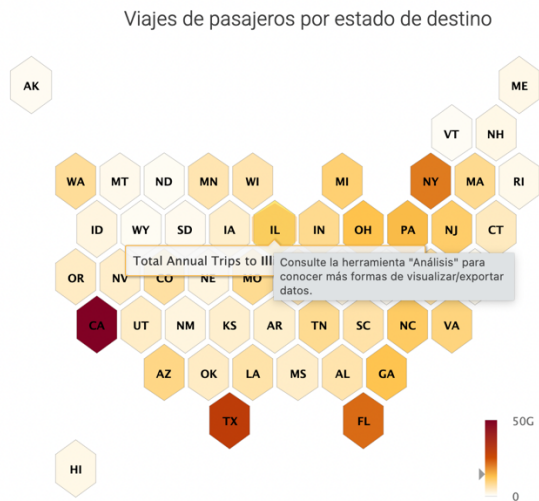 Viajes de pasajeros por estado de destino
AK
ME
VT NH
WA MT ND MN WI MI NY MA RI
ID WY SD IA IL IN OH PA NJ CT
Total Annual Trips to
Consulte la herramienta "Análisis" para
conocer más formas de visualizar/exportar
datos.
OR NV CO NE MO
CA UT NM KS AR TN SC NC VA
AZ OK LA MS AL GA
TX FL
HI
50G
0